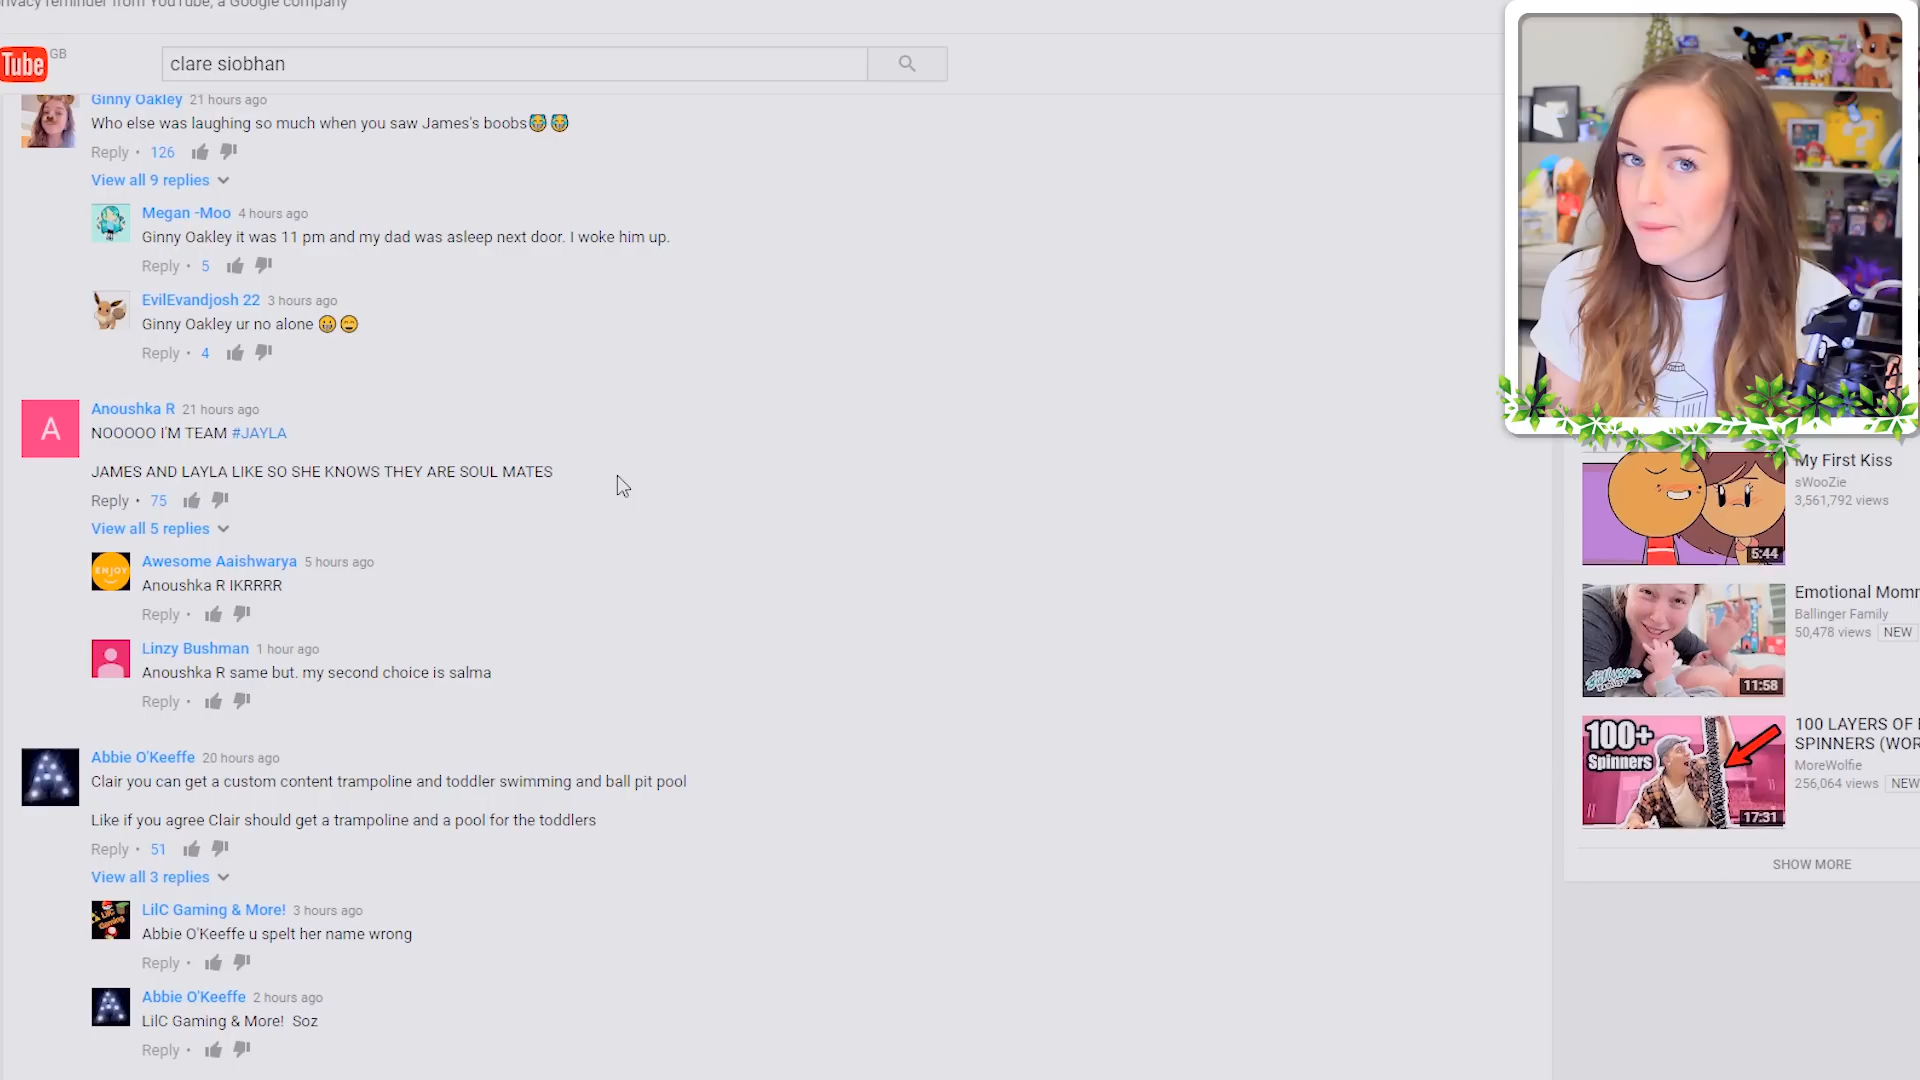 rivacy reminder from YouTube, a Google company
Tube GB
clare siobhan
Ginny Oakley 21 hours ago
Who else was laughing so much when you saw James's boobs😂😂
Reply • 126
View all 9 replies
Megan -Moo 4 hours ago
Ginny Oakley it was 11 pm and my dad was asleep next door. I woke him up.
Reply • 5
EvilEvandjosh 22 3 hours ago
Ginny Oakley ur no alone 😀😄
Reply • 4
A
Anoushka R 21 hours ago
NOOOOO I'M TEAM #JAYLA
JAMES AND LAYLA LIKE SO SHE KNOWS THEY ARE SOUL MATES
Reply • 75
View all 5 replies
ENJOY
Awesome Aaishwarya 5 hours ago
Anoushka R IKRRRR
Reply •
Linzy Bushman 1 hour ago
Anoushka R same but. my second choice is salma
Reply •
Abbie O'Keeffe 20 hours ago
Clair you can get a custom content trampoline and toddler swimming and ball pit pool
Like if you agree Clair should get a trampoline and a pool for the toddlers
Reply • 51
View all 3 replies
LilC Gaming & More! 3 hours ago
Abbie O'Keeffe u spelt her name wrong
Reply •
Abbie O'Keeffe 2 hours ago
LilC Gaming & More! Soz
Reply •
My First Kiss
sWooZie
3,561,792 views
5:44
Emotional Momm
Ballinger Family
50,478 views NEW
11:58
100+
Spinners
100 LAYERS OF F
SPINNERS (WOR
MoreWolfie
256,064 views NEW
17:31
SHOW MORE